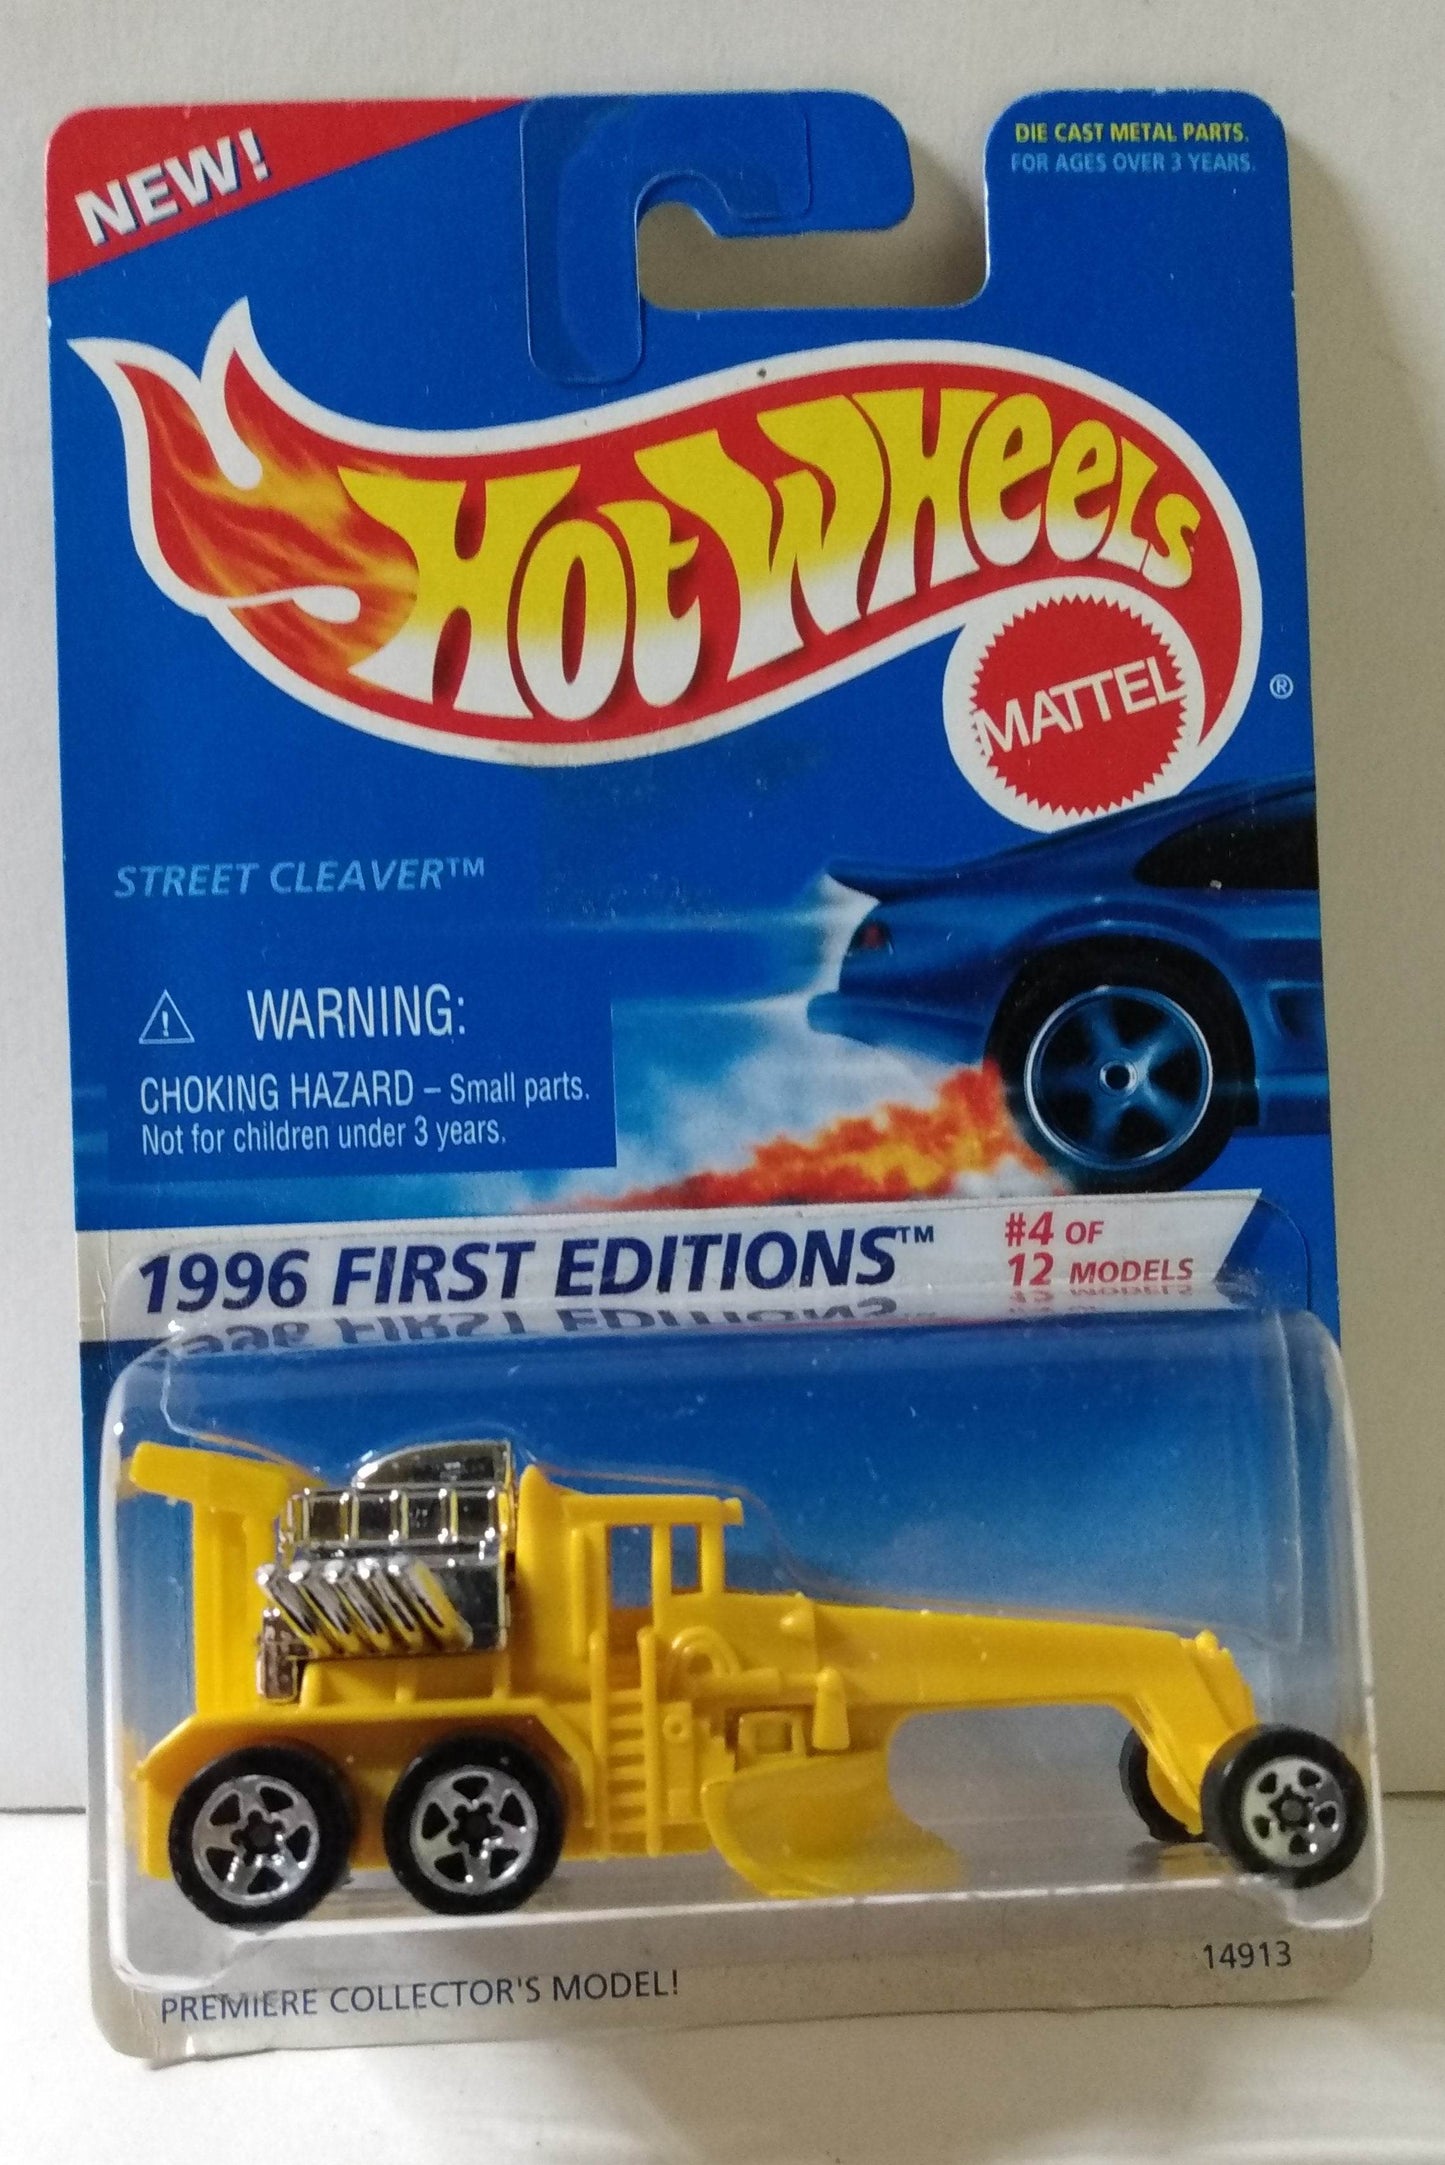 NEW!
DIE CAST METAL PARTS.
FOR AGES OVER 3 YEARS.
HOT WHEELS
MATTEL
®
STREET CLEAVER™
WARNING:
CHOKING HAZARD – Small parts.
Not for children under 3 years.
1996 FIRST EDITIONS™
#4 OF
12 MODELS
14913
PREMIERE COLLECTOR'S MODEL!